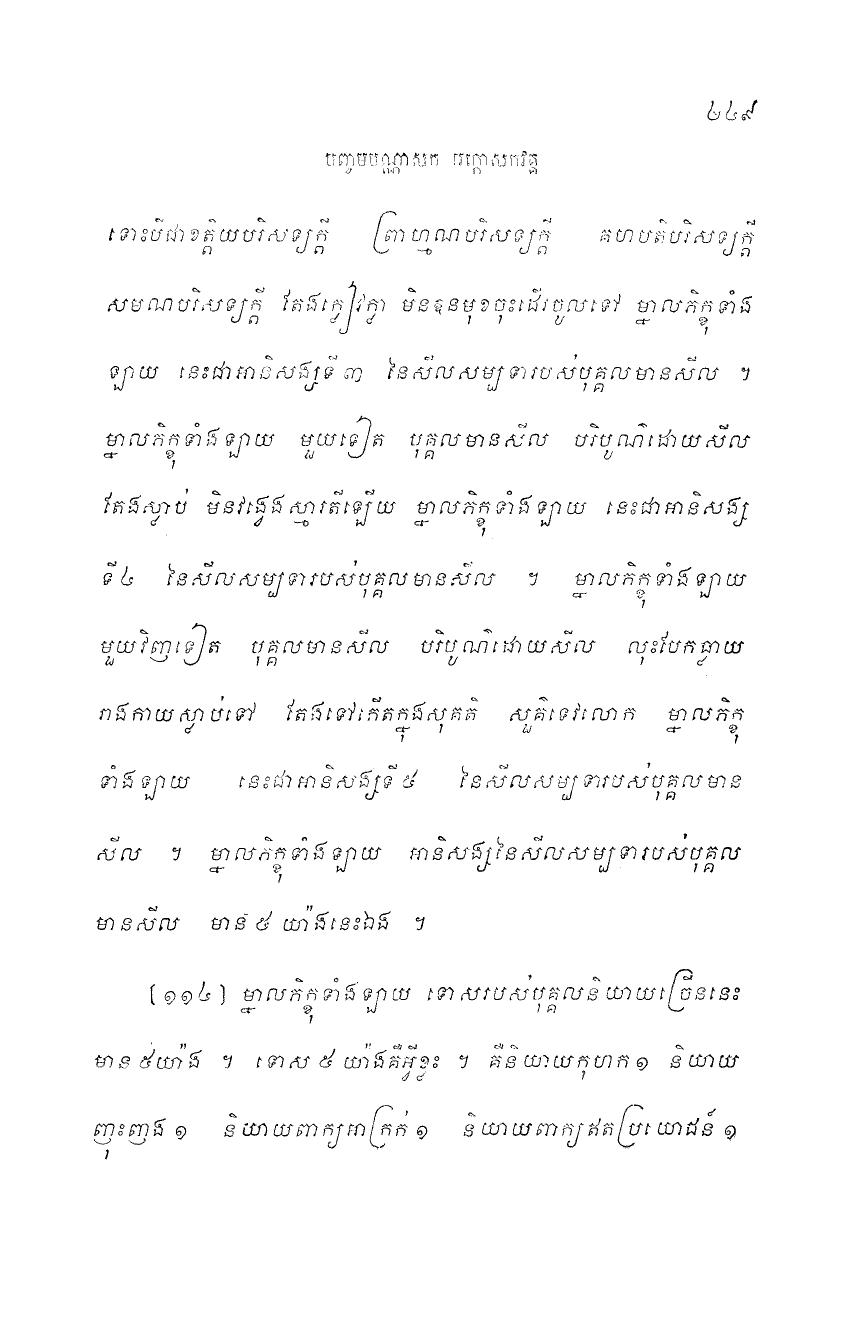 ៤៤៩
បញ្ចមបណ្ណាសក អក្កោសកវគ្គ
ទោះបីជាខត្តិយបរិសទ្យក្តី ព្រាហ្មណបរិសទ្យក្តី គហបតិបរិសទ្យក្តី
សមណបរិសទ្យក្តី តែងក្លៀវក្លា មិនឱនមុខចុះដើរចូលទៅ ម្នាលភិក្ខុទាំង
ឡាយ នេះជាអានិសង្សទី ៣ នៃសីលសម្បទារបស់បុគ្គលមានសីល ។
ម្នាលភិក្ខុទាំងឡាយ មួយទៀត បុគ្គលមានសីល បរិបូណ៌ដោយសីល
តែងស្លាប់ មិនវង្វេងស្មារតីឡើយ ម្នាលភិក្ខុទាំងឡាយ នេះជាអានិសង្ស
ទី ៤ នៃសីលសម្បទារបស់បុគ្គលមានសីល ។ ម្នាលភិក្ខុទាំងឡាយ
មួយវិញទៀត បុគ្គលមានសីល បរិបូណ៌ដោយសីល លុះបែកធ្លាយ
រាងកាយស្លាប់ទៅ តែងទៅកើតក្នុងសុគតិ សួគ៌ទេវលោក ម្នាលភិក្ខុ
ទាំងឡាយ នេះជាអានិសង្សទី ៥ នៃសីលសម្បទារបស់បុគ្គលមាន
សីល ។ ម្នាលភិក្ខុទាំងឡាយ អានិសង្សនៃសីលសម្បទារបស់បុគ្គល
មានសីល មាន ៥ យ៉ាងនេះឯង ។
[១១៤] ម្នាលភិក្ខុទាំងឡាយ ទោសរបស់បុគ្គលនិយាយច្រើននេះ
មាន ៥យ៉ាង ។ ទោស ៥ យ៉ាងគឺអ្វីខ្លះ ។ គឺនិយាយកុហក ១ និយាយ
ញុះញង់ ១ និយាយពាក្យអាក្រក់ ១ និយាយពាក្យឥតប្រយោជន៍ ១